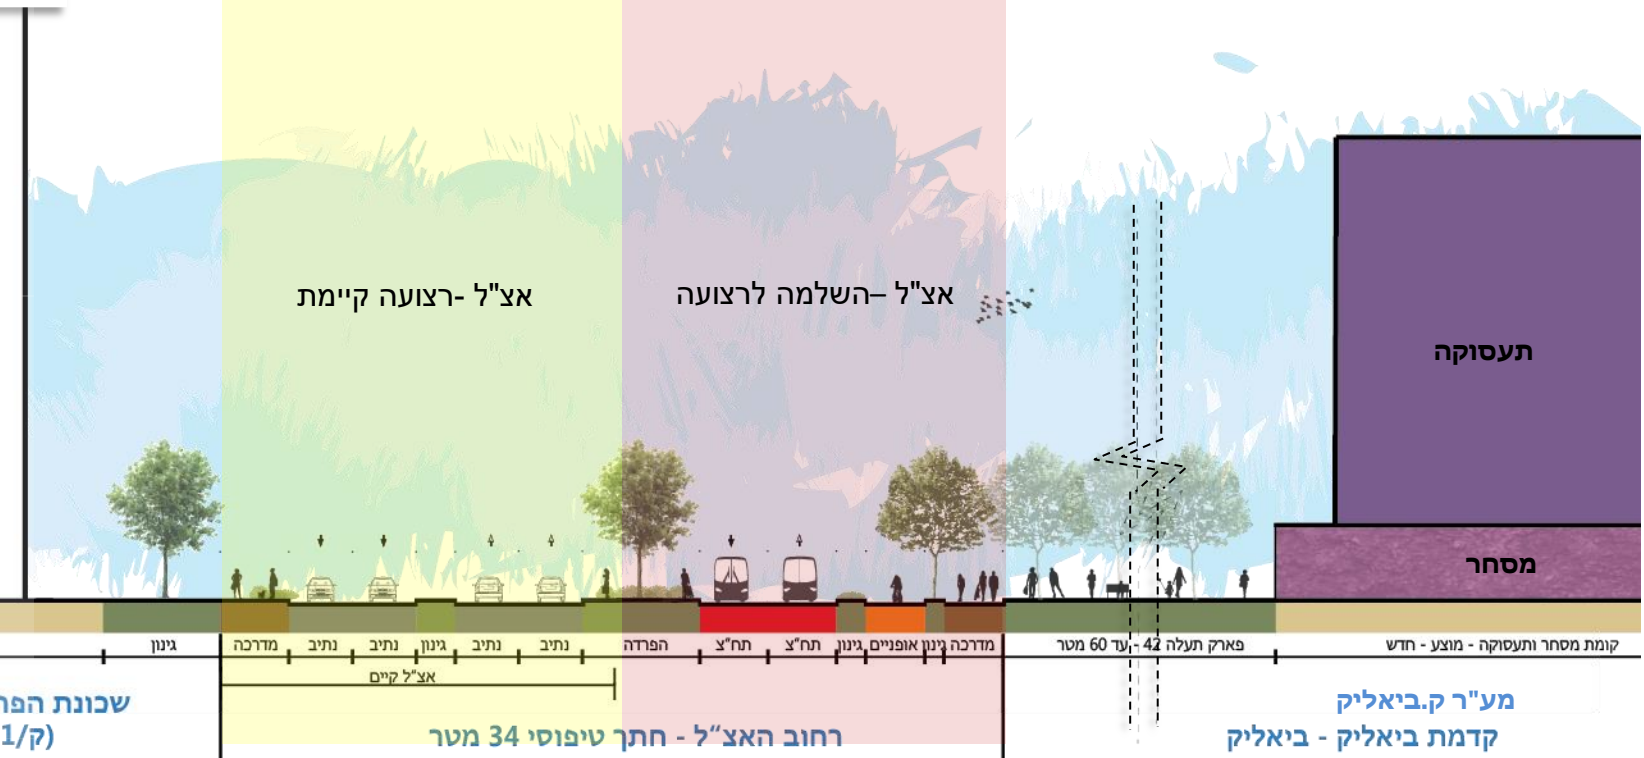 אצ"ל –השלמה לרצועה
אצ"ל -רצועה קיימת
תעסוקה
מסחר
קומת מסחר ותעסוקה - מוצע - חדש
פארק תעלה 42 - עד 60 מטר
מדרכה
גינון
אופניים
גינון
תח"צ
תח"צ
הפרדה
נתיב
נתיב
גינון
נתיב
נתיב
מדרכה
גינון
אצ"ל קיים
מע"ר ק.ביאליק
קדמת ביאליק - ביאליק
רחוב האצ"ל - חתך טיפוסי 34 מטר
שכונת
(ק/1